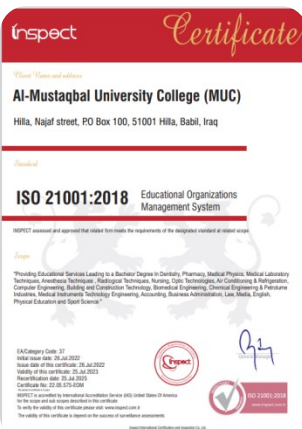 inspect
Certificate
Client Name and address
Al-Mustaqbal University College (MUC)
Hilla, Najaf street, PO Box 100, 51001 Hilla, Babil, Iraq
Standard
ISO 21001:2018
Educational Organizations
Management System
INSPECT assessed and approved that related firm meets the requirements of the designated standard at related scope
Scope
"Providing Educational Services Leading to a Bachelor Degree in Dentistry, Pharmacy, Medical Physics, Medical Laboratory
Techniques, Anesthesia Techniques , Radiological Techniques, Nursing, Optic Technologies, Air Conditioning & Refrigeration,
Computer Engineering, Building and Construction Technology, Biomedical Engineering, Chemical Engineering & Petroleume
Industries, Medical Instruments Technology Engineering, Accounting, Business Administration, Law, Media, English,
Physical Education and Sport Science."
EA/Category Code: 37
Initial issue date: 26.Jul.2022
Issue date of this certificate: 26.Jul.2022
Validity of this certificate: 25.Jul.2023
Recertification date: 25.Jul.2025
Certificate No: 22.05.575-EOM
inspect
INSPECT is accredited by International Accreditation Service (IAS) United States Of America
for the scope and sub scopes described in this certificate
To verify the validity of this certificate please visit: www.inspect.com.tr
The validity of this certificate is depend on the success of surveillance assessments
ISO 21001:2018
www.inspect.com.tr